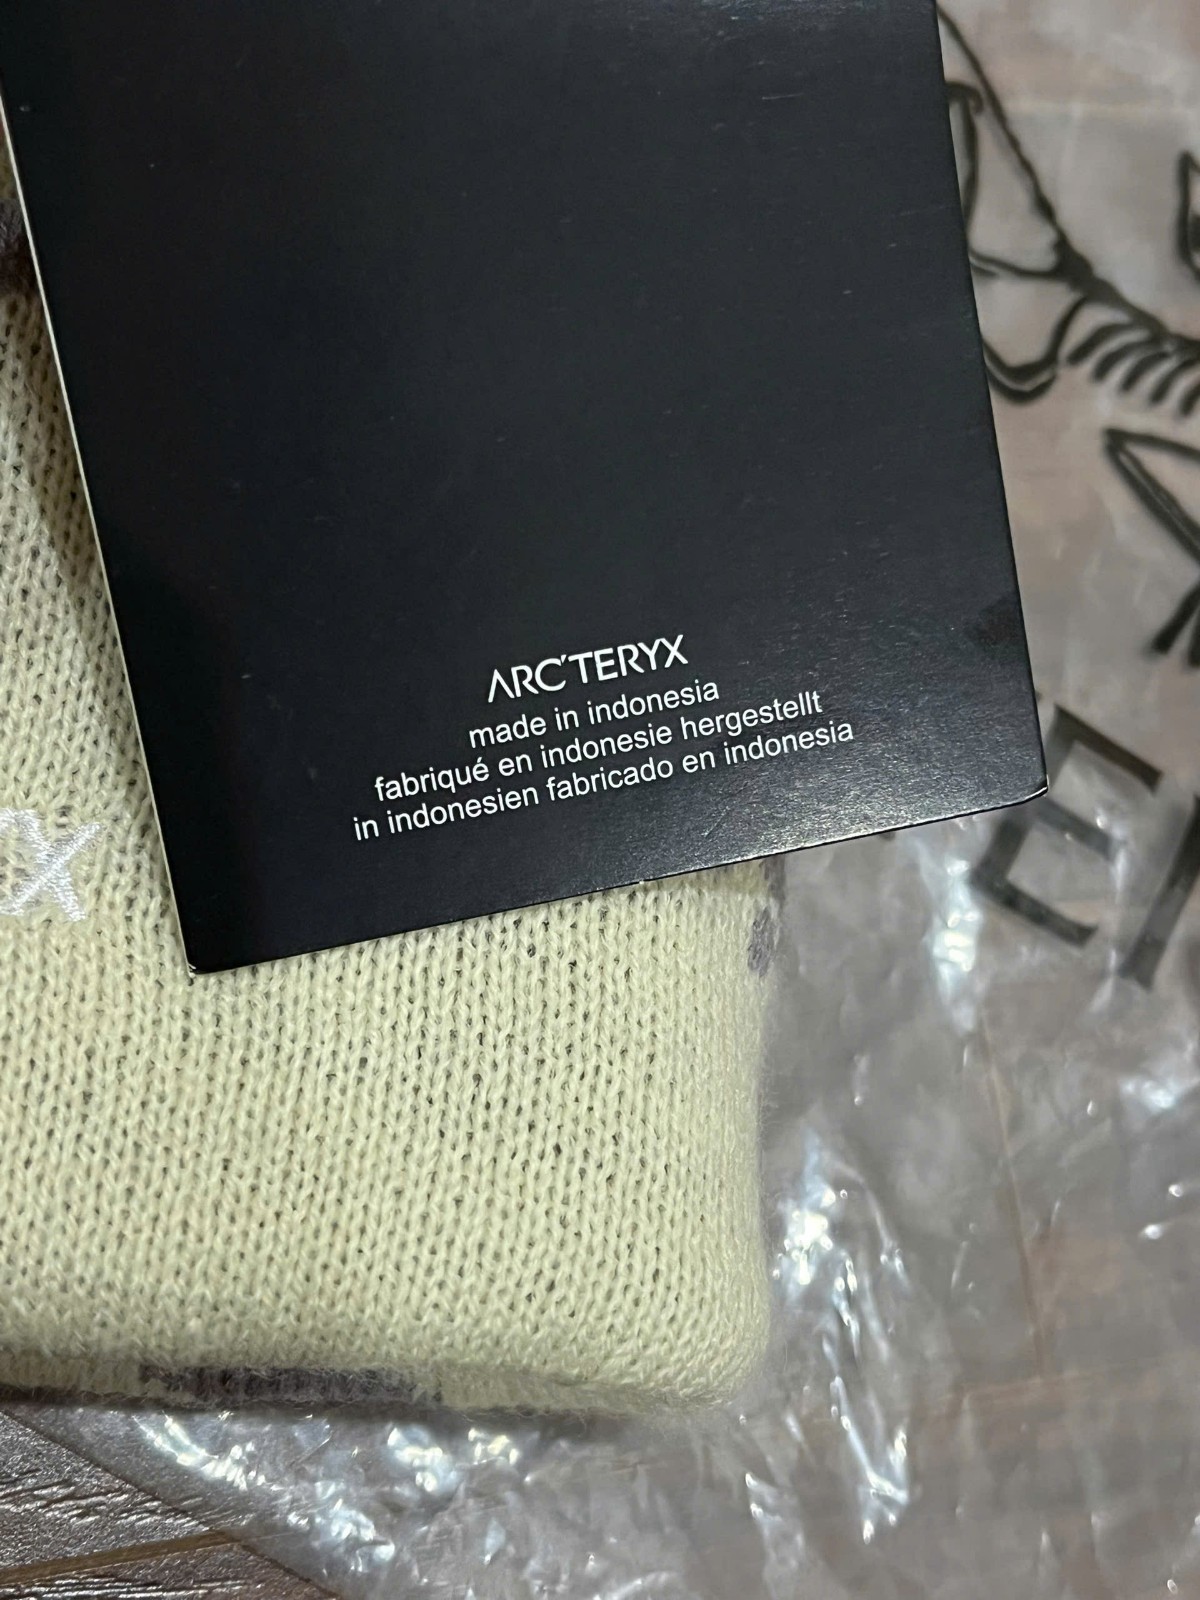 ARC'TERYX
made in indonesia
fabriqué en indonesie hergestellt
in indonesien fabricado en indonesia
X